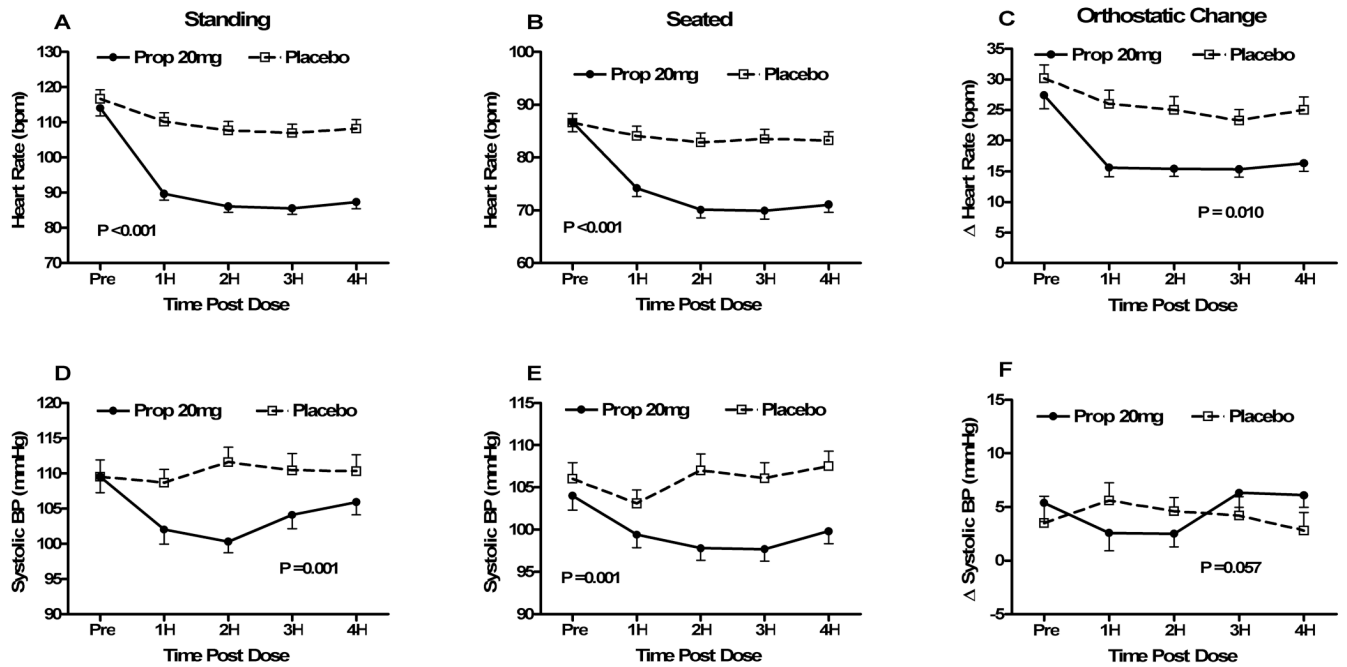 A Standing
Prop 20mg Placebo
Heart Rate (bpm)
130
120
110
100
90
80
70
P <0.001
Pre 1H 2H 3H 4H
Time Post Dose
B Seated
Prop 20mg Placebo
Heart Rate (bpm)
100
90
80
70
60
P <0.001
Pre 1H 2H 3H 4H
Time Post Dose
C Orthostatic Change
Prop 20mg Placebo
Δ Heart Rate (bpm)
35
30
25
20
15
10
5
0
P = 0.010
Pre 1H 2H 3H 4H
Time Post Dose
D
Prop 20mg Placebo
Systolic BP (mmHg)
120
115
110
105
100
95
90
P =0.001
Pre 1H 2H 3H 4H
Time Post Dose
E
Prop 20mg Placebo
Systolic BP (mmHg)
115
110
105
100
95
90
P =0.001
Pre 1H 2H 3H 4H
Time Post Dose
F
Prop 20mg Placebo
Δ Systolic BP (mmHg)
15
10
5
0
-5
P =0.057
Pre 1H 2H 3H 4H
Time Post Dose